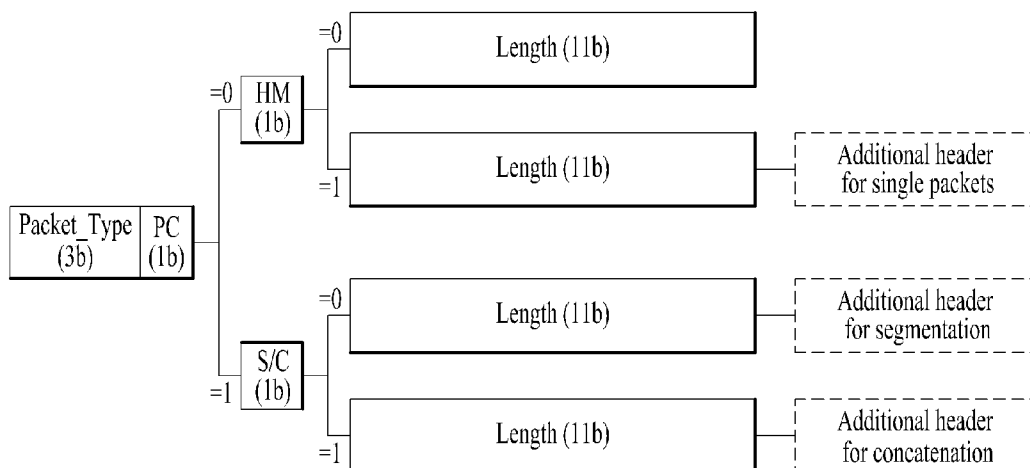 =0
Length (11b)
=0
HM
(1b)
=1
Length (11b)
Additional header
for single packets
Packet_Type
(3b)
PC
(1b)
=0
Length (11b)
Additional header
for segmentation
=1
S/C
(1b)
=1
Length (11b)
Additional header
for concatenation